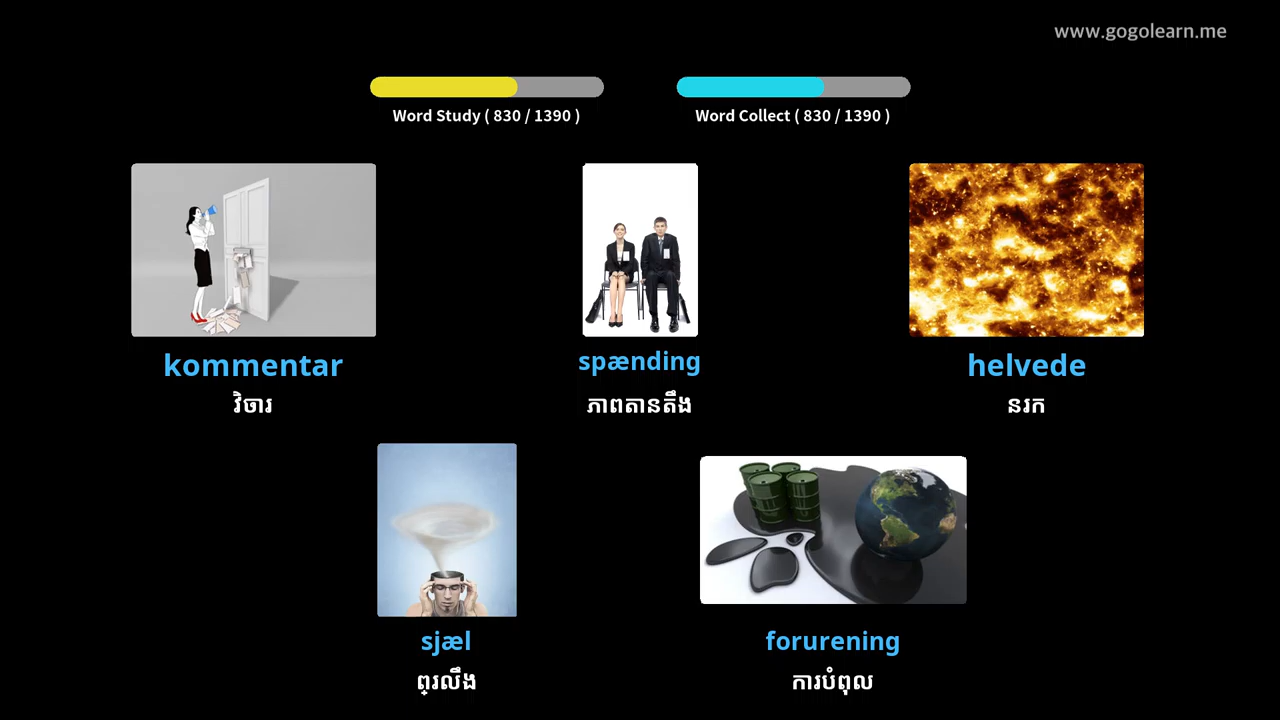 www.gogolearn.me
Word Study ( 830 / 1390 )
Word Collect ( 830 / 1390 )
kommentar
វិចារ
spænding
ភាពតានតឹង
helvede
នរក
sjæl
ព្រលឹង
forurening
ការបំពុល